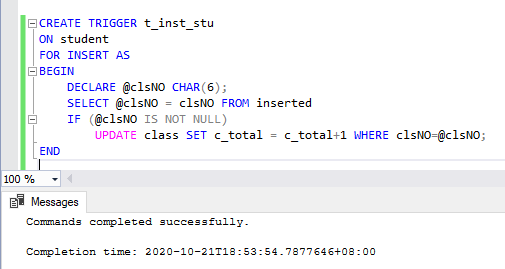 CREATE TRIGGER t_inst_stu
ON student
FOR INSERT AS
BEGIN
DECLARE @clsNO CHAR(6);
SELECT @clsNO = clsNO FROM inserted
IF (@clsNO IS NOT NULL)
UPDATE class SET c_total = c_total+1 WHERE clsNO=@clsNO;
END
100 %
Messages
Commands completed successfully.
Completion time: 2020-10-21T18:53:54.7877646+08:00